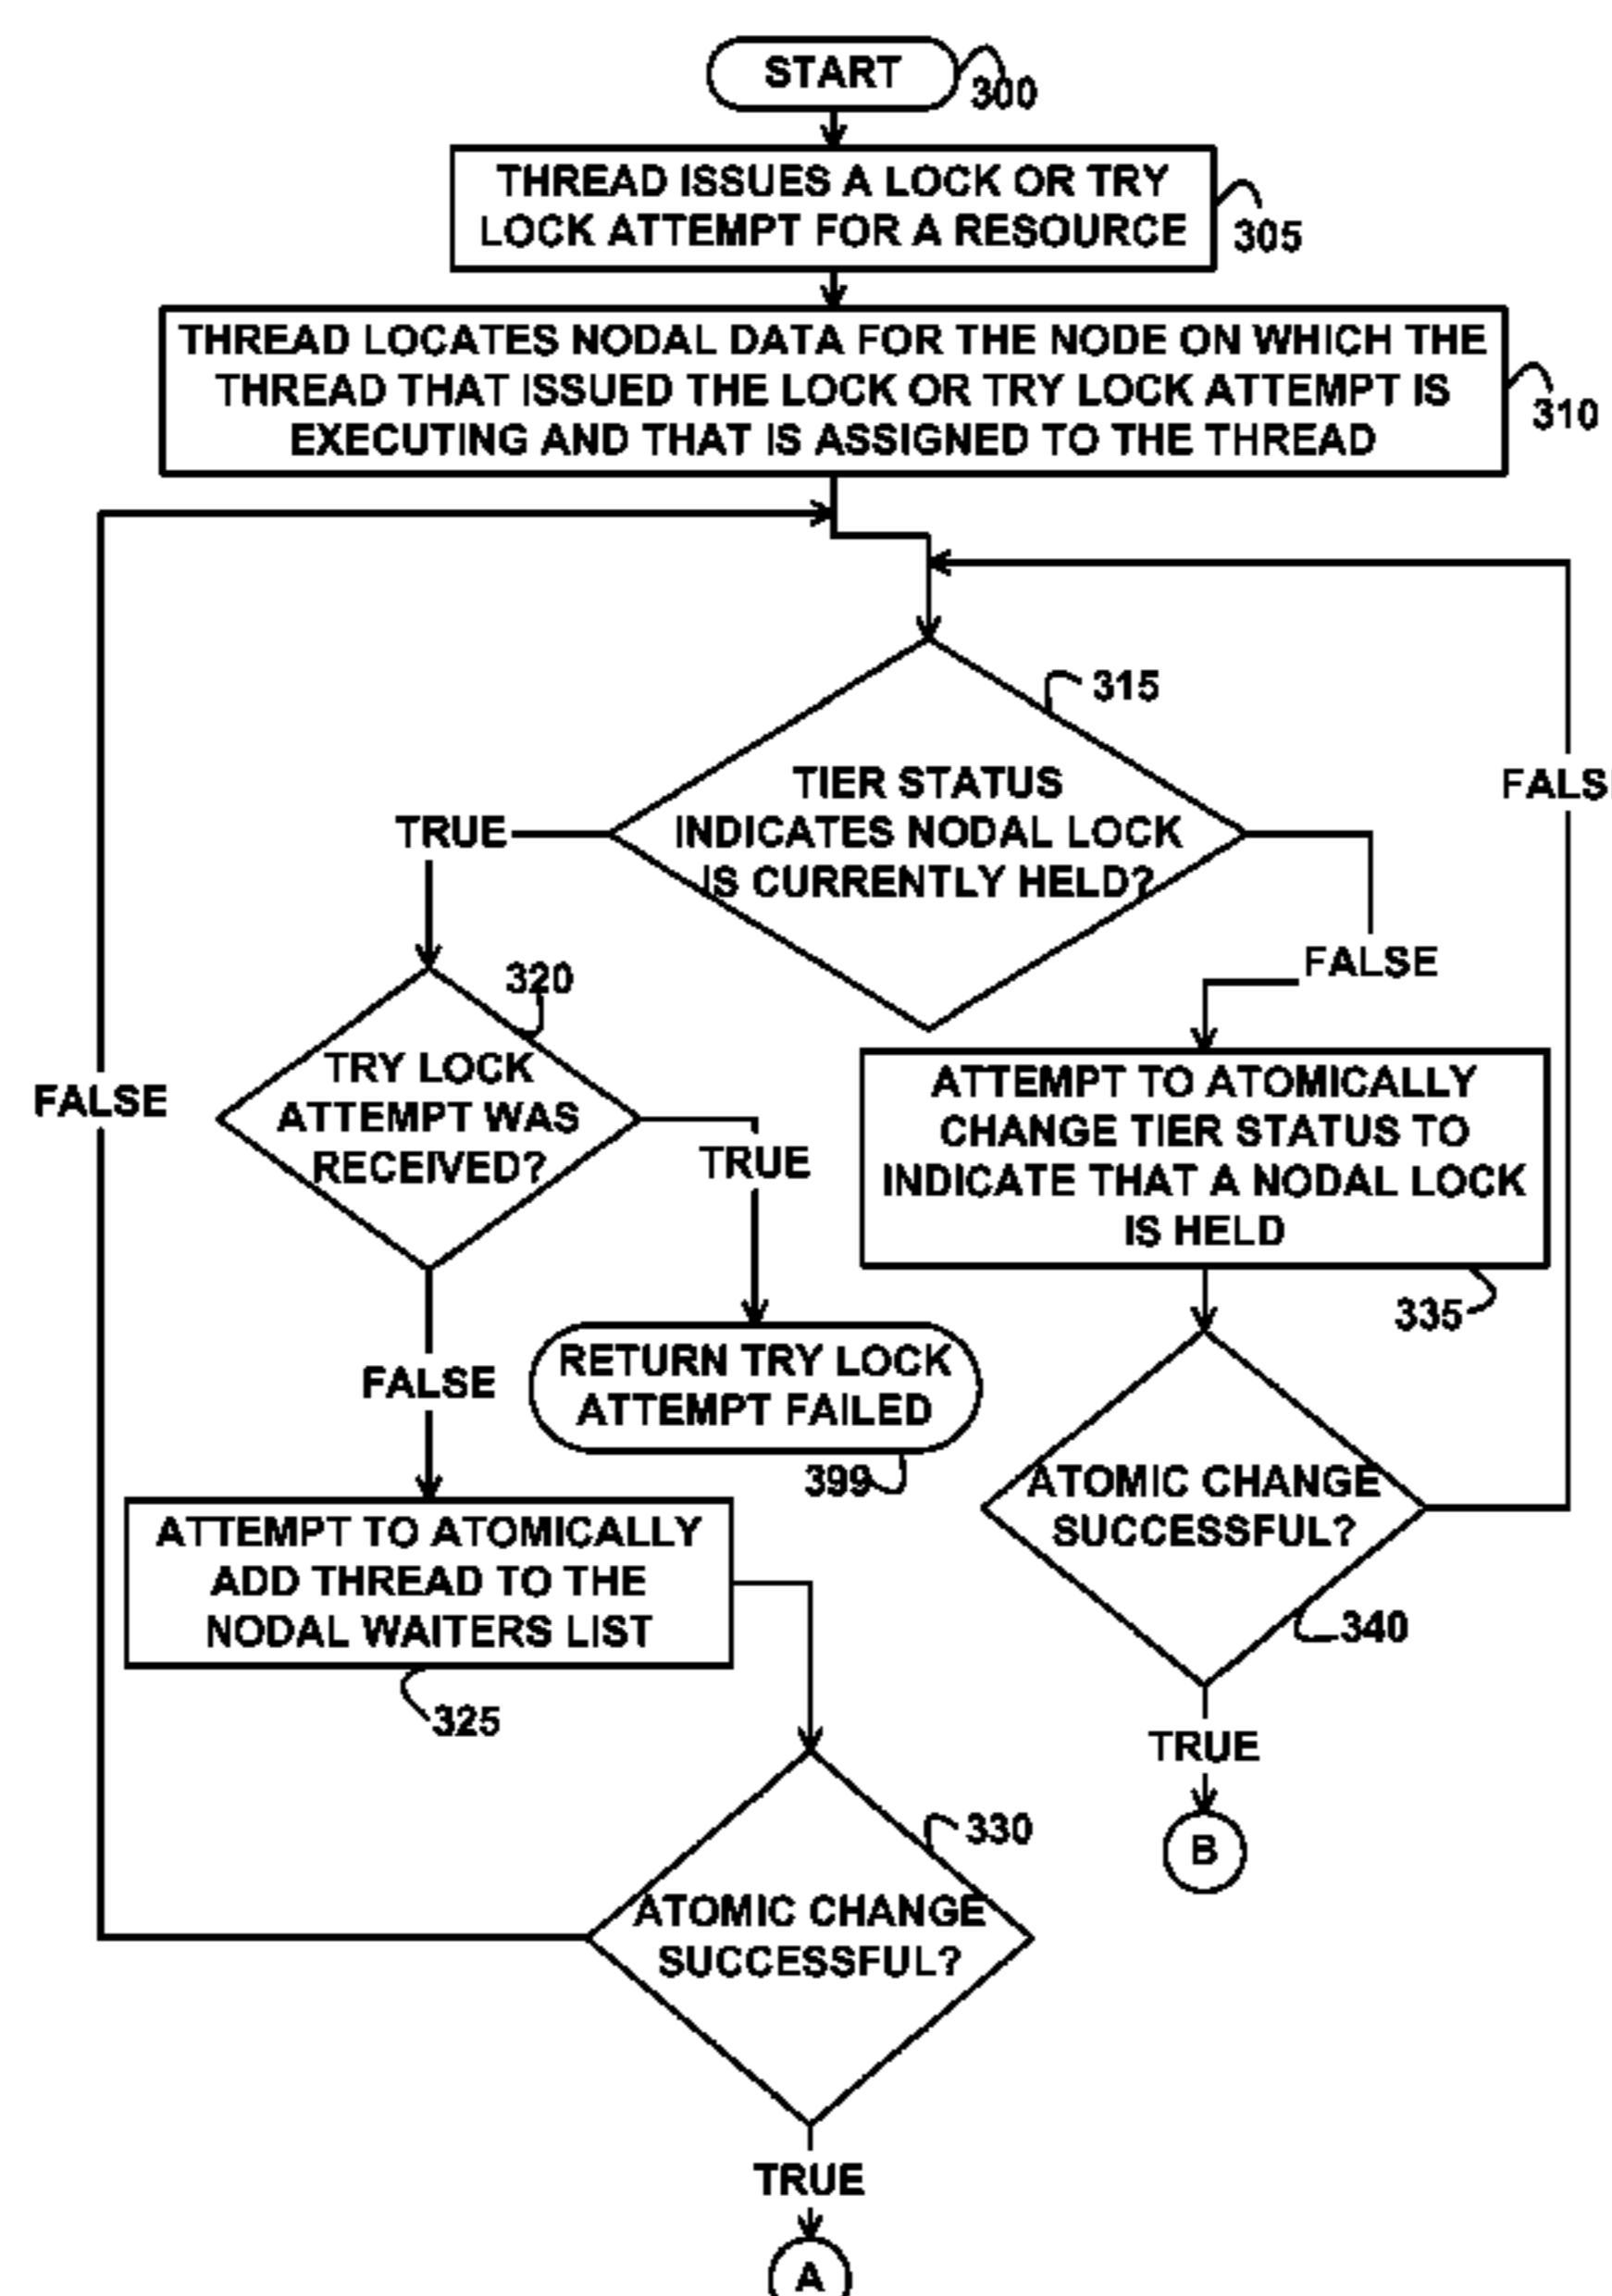 START
300
THREAD ISSUES A LOCK OR TRY
LOCK ATTEMPT FOR A RESOURCE
305
THREAD LOCATES NODAL DATA FOR THE NODE ON WHICH THE
THREAD THAT ISSUED THE LOCK OR TRY LOCK ATTEMPT IS
EXECUTING AND THAT IS ASSIGNED TO THE THREAD
310
315
TIER STATUS
INDICATES NODAL LOCK
IS CURRENTLY HELD?
TRUE
FALSE
FALS
320
TRY LOCK
ATTEMPT WAS
RECEIVED?
FALSE
TRUE
ATTEMPT TO ATOMICALLY
CHANGE TIER STATUS TO
INDICATE THAT A NODAL LOCK
IS HELD
335
RETURN TRY LOCK
ATTEMPT FAILED
399
FALSE
ATOMIC CHANGE
SUCCESSFUL?
340
ATTEMPT TO ATOMICALLY
ADD THREAD TO THE
NODAL WAITERS LIST
325
TRUE
B
330
ATOMIC CHANGE
SUCCESSFUL?
TRUE
A